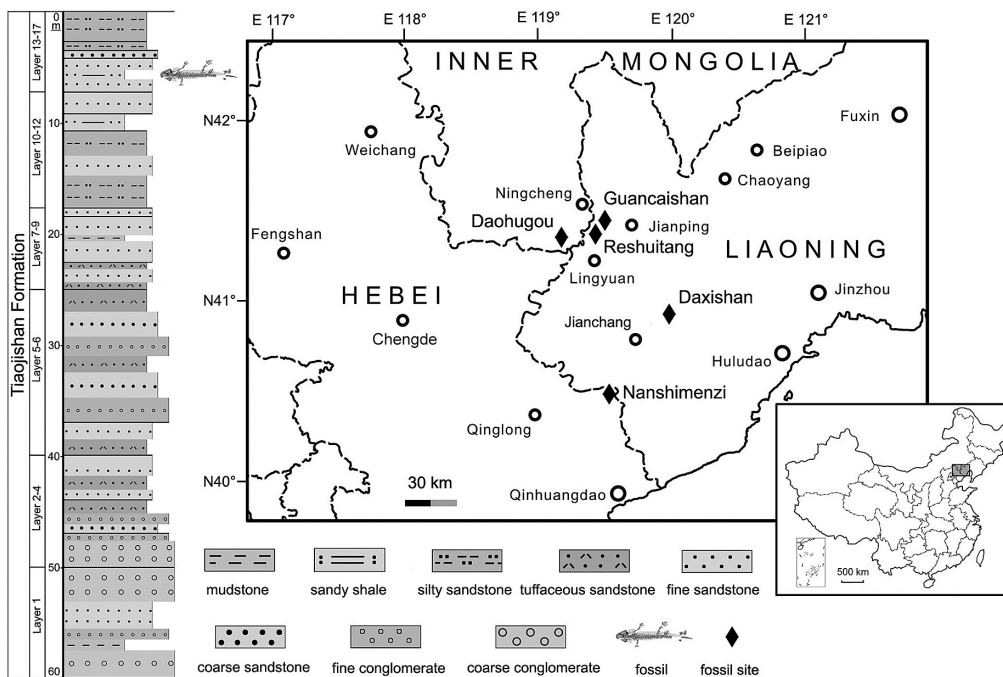 E 117°
E 118°
E 119°
E 120°
E 121°
0
m
10
20
30
40
50
60
Tiaojishan Formation
Layer 13-17
Layer 10-12
Layer 7-9
Layer 5-6
Layer 2-4
Layer 1
N42°
N41°
N40°
INNER MONGOLIA
Fuxin
Weichang
Beipiao
Chaoyang
Ningcheng
Guancaishan
Daohugou
Jianping
Fengshan
Reshuitang
LIAONING
Lingyuan
HEBEI
Daxishan
Jinzhou
Chengde
Jianchang
Huludao
Nanshimenzi
Qinglong
30 km
Qinhuangdao
500 km
mudstone
sandy shale
silty sandstone
tuffaceous sandstone
fine sandstone
coarse sandstone
fine conglomerate
coarse conglomerate
fossil
fossil site